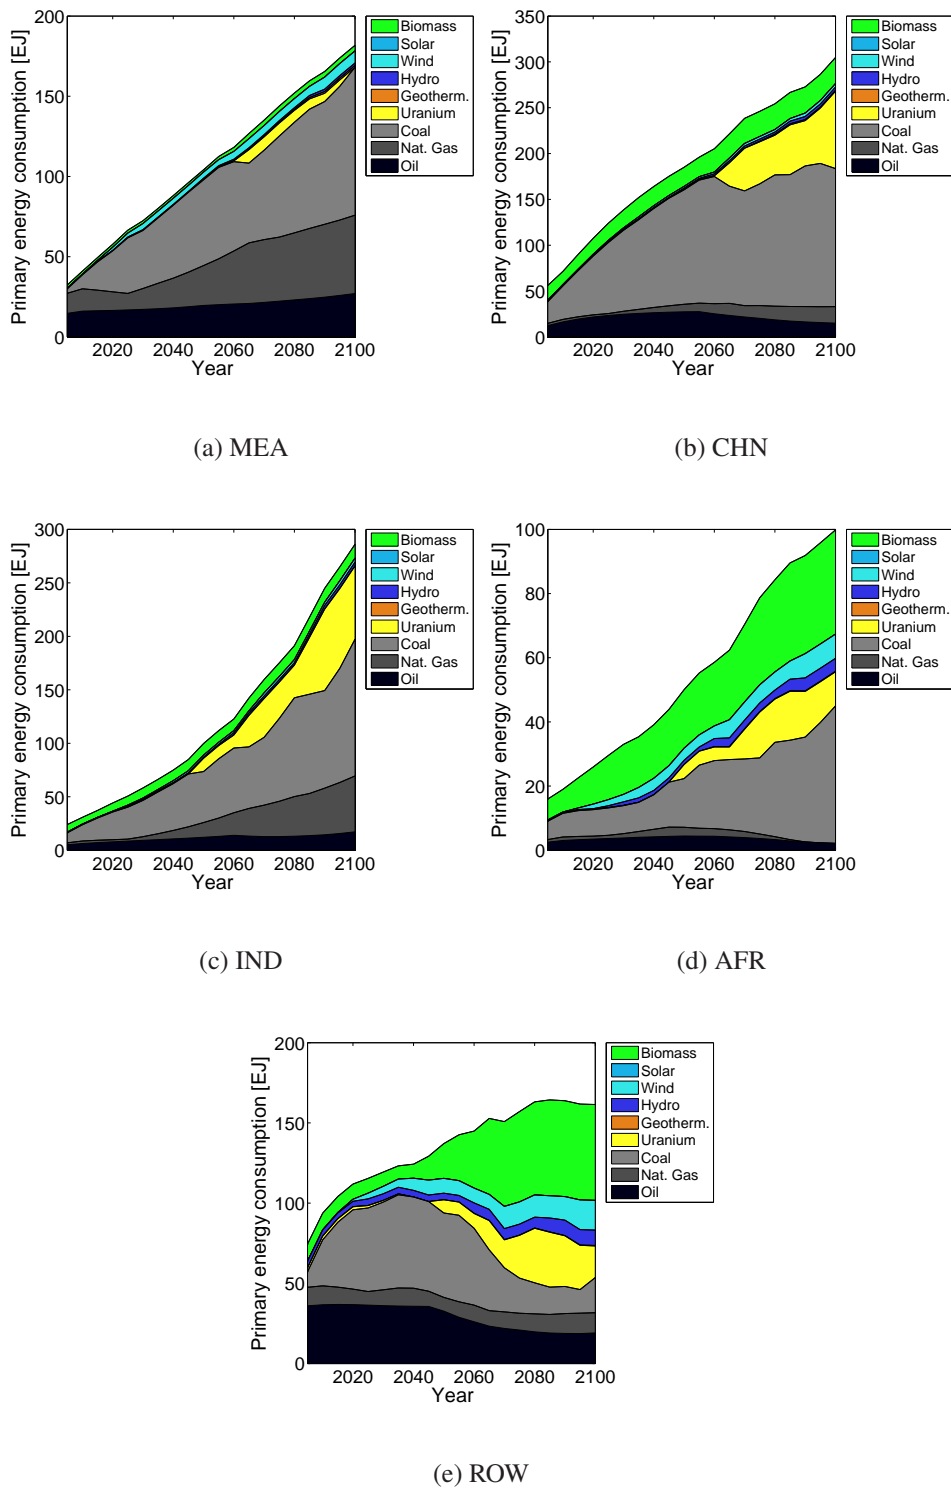 Primary energy consumption [EJ]
200
150
100
50
0
2020 2040 2060 2080 2100
Year
Biomass
Solar
Wind
Hydro
Geotherm.
Uranium
Coal
Nat. Gas
Oil
(a) MEA
Primary energy consumption [EJ]
350
300
250
200
150
100
50
0
2020 2040 2060 2080 2100
Year
Biomass
Solar
Wind
Hydro
Geotherm.
Uranium
Coal
Nat. Gas
Oil
(b) CHN
Primary energy consumption [EJ]
300
250
200
150
100
50
0
2020 2040 2060 2080 2100
Year
Biomass
Solar
Wind
Hydro
Geotherm.
Uranium
Coal
Nat. Gas
Oil
(c) IND
Primary energy consumption [EJ]
100
80
60
40
20
0
2020 2040 2060 2080 2100
Year
Biomass
Solar
Wind
Hydro
Geotherm.
Uranium
Coal
Nat. Gas
Oil
(d) AFR
Primary energy consumption [EJ]
200
150
100
50
0
2020 2040 2060 2080 2100
Year
Biomass
Solar
Wind
Hydro
Geotherm.
Uranium
Coal
Nat. Gas
Oil
(e) ROW